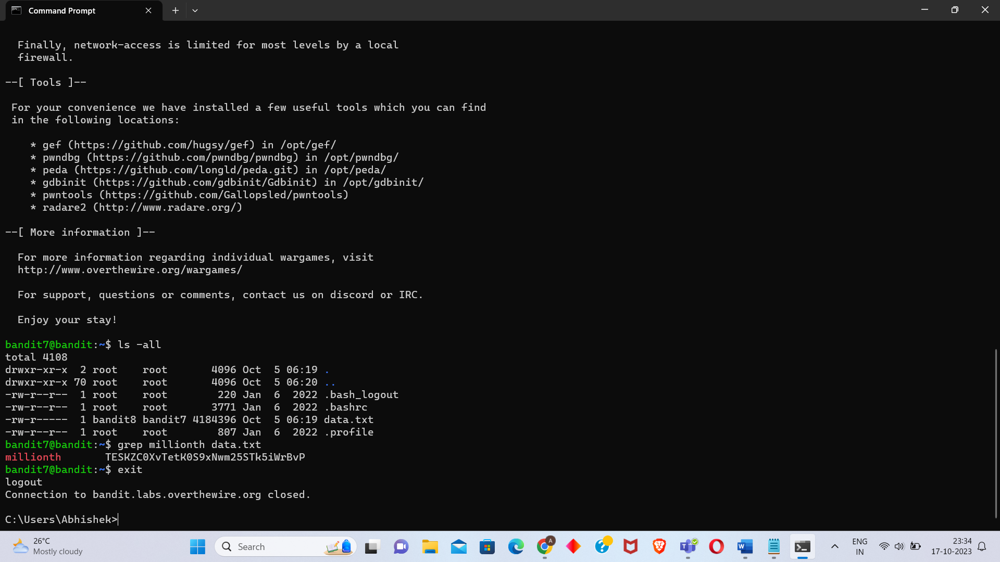 Command Prompt
Finally, network-access is limited for most levels by a local
firewall.
--[ Tools ]--
For your convenience we have installed a few useful tools which you can find
in the following locations:
* gef (https://github.com/hugsy/gef) in /opt/gef/
* pwndbg (https://github.com/pwndbg/pwndbg) in /opt/pwndbg/
* peda (https://github.com/longld/peda.git) in /opt/peda/
* gdbinit (https://github.com/gdbinit/Gdbinit) in /opt/gdbinit/
* pwntools (https://github.com/Gallopsled/pwntools)
* radare2 (http://www.radare.org/)
--[ More information ]--
For more information regarding individual wargames, visit
http://www.overthewire.org/wargames/
For support, questions or comments, contact us on discord or IRC.
Enjoy your stay!
bandit7@bandit:~$ ls -all
total 4108
drwxr-xr-x  2 root    root       4096 Oct  5 06:19 .
drwxr-xr-x 70 root    root       4096 Oct  5 06:20 ..
-rw-r--r--  1 root    root        220 Jan  6  2022 .bash_logout
-rw-r--r--  1 root    root       3771 Jan  6  2022 .bashrc
-rw-r-----  1 bandit8 bandit7 4184396 Oct  5 06:19 data.txt
-rw-r--r--  1 root    root        807 Jan  6  2022 .profile
bandit7@bandit:~$ grep millionth data.txt
millionth       TESKZC0XvTetK0S9xNwm25STk5iWrBvP
bandit7@bandit:~$ exit
logout
Connection to bandit.labs.overthewire.org closed.
C:\Users\Abhishek>
26°C
Mostly cloudy
Search
A
ENG
IN
23:34
17-10-2023